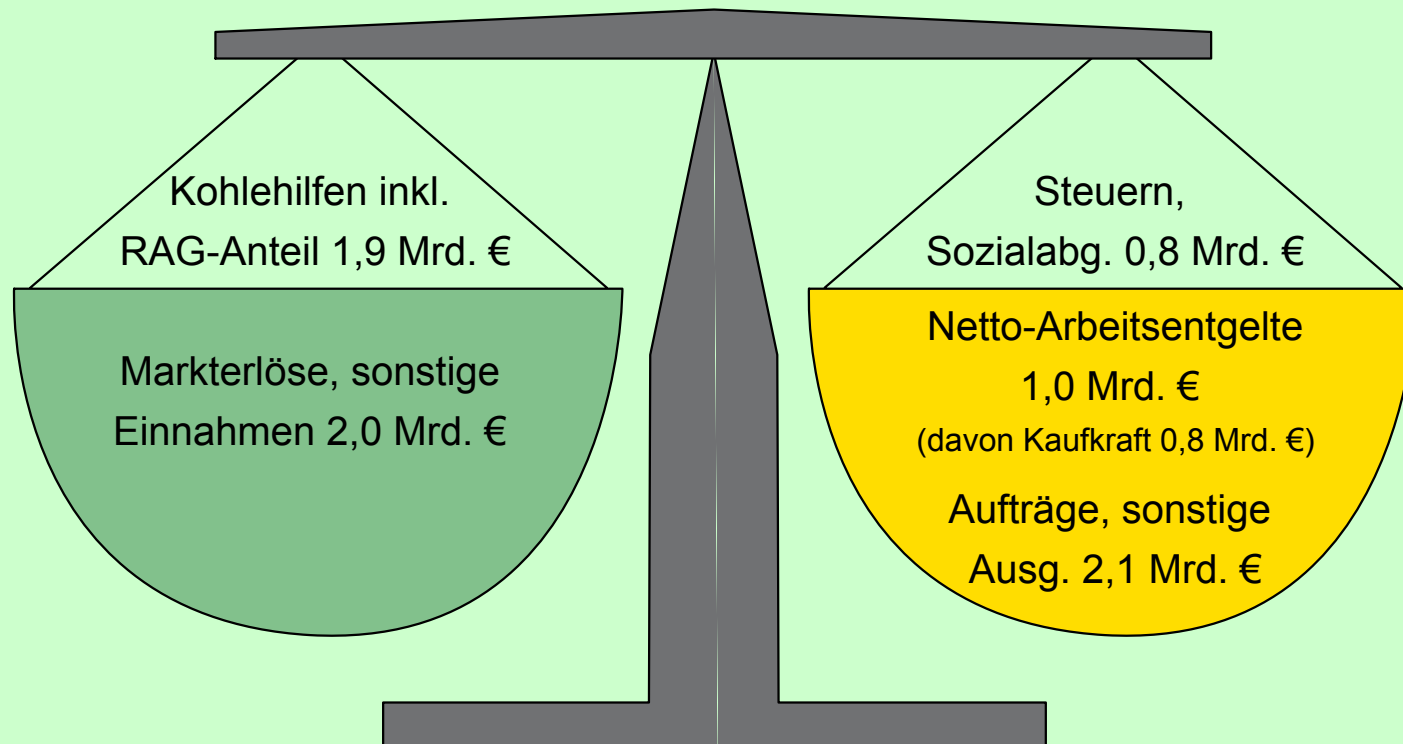 Kohlehilfen inkl.
RAG-Anteil 1,9 Mrd. €
Markterlöse, sonstige
Einnahmen 2,0 Mrd. €
Steuern,
Sozialabg. 0,8 Mrd. €
Netto-Arbeitsentgelte
1,0 Mrd. €
(davon Kaufkraft 0,8 Mrd. €)
Aufträge, sonstige
Ausg. 2,1 Mrd. €